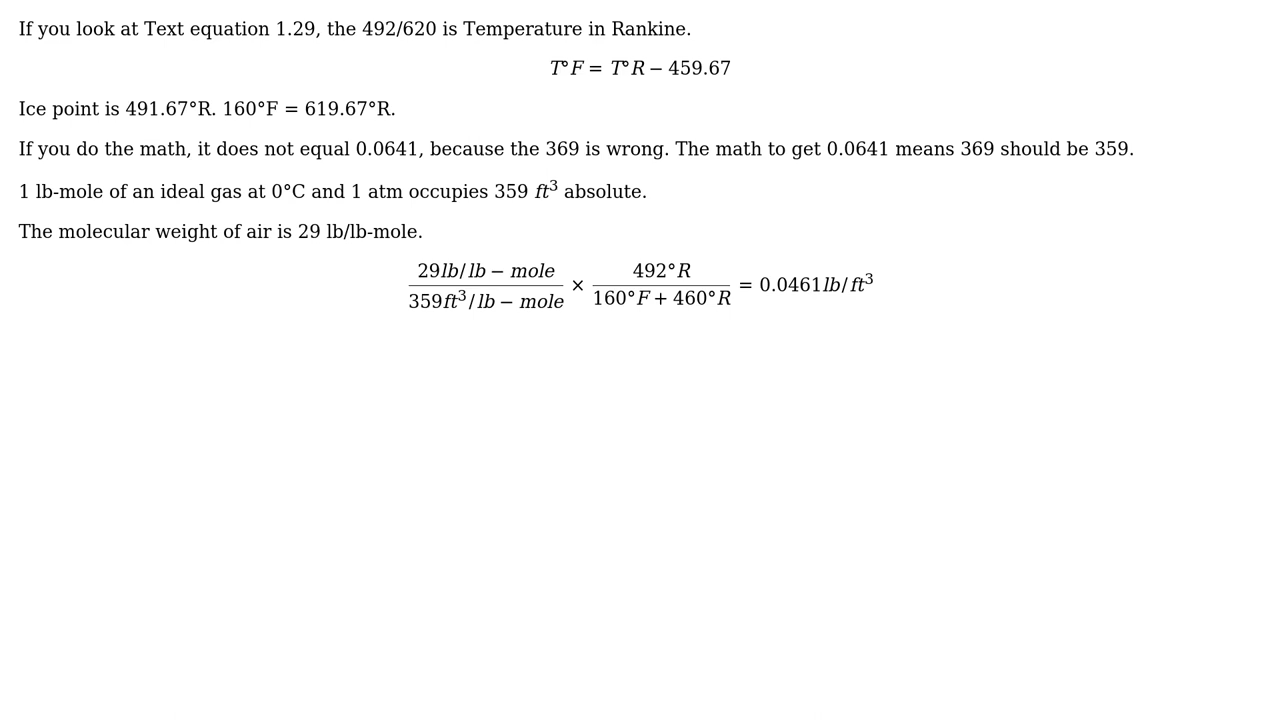 If you look at Text equation 1.29, the 492/620 is Temperature in Rankine.
T°F = T°R − 459.67
Ice point is 491.67°R. 160°F = 619.67°R.
If you do the math, it does not equal 0.0641, because the 369 is wrong. The math to get 0.0641 means 369 should be 359.
1 lb-mole of an ideal gas at 0°C and 1 atm occupies 359 ft³ absolute.
The molecular weight of air is 29 lb/lb-mole.
29lb/lb − mole / 359ft³/lb − mole × 492°R / 160°F + 460°R = 0.0461lb/ft³